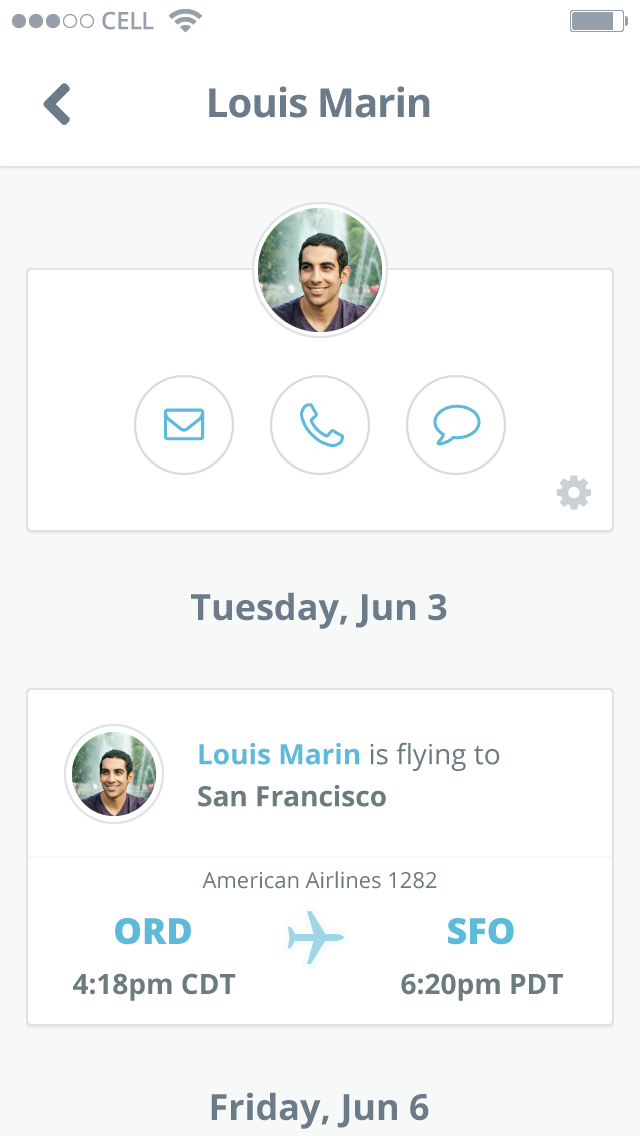 CELL
Louis Marin
Tuesday, Jun 3
Louis Marin is flying to
San Francisco
American Airlines 1282
ORD SFO
4:18pm CDT 6:20pm PDT
Friday, Jun 6